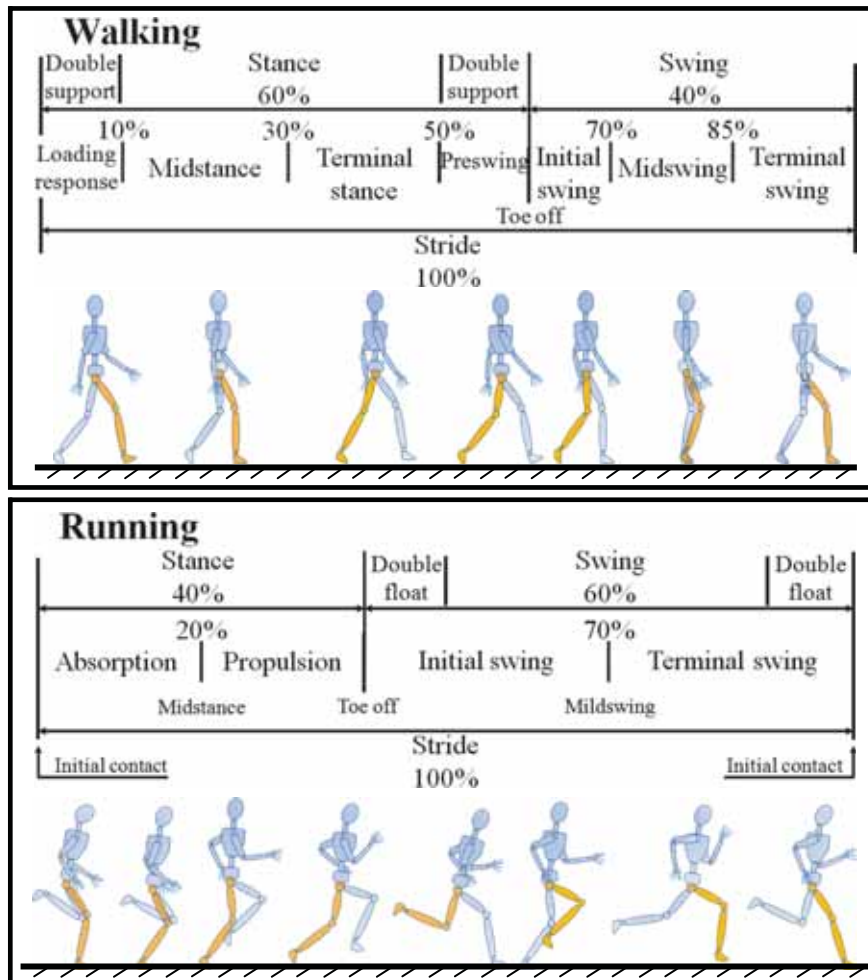 Walking
Double Stance Double Swing
support 60% support 40%
10% 30% 50% 70% 85%
Loading Midstance Terminal Preswing Initial Midswing Terminal
response stance swing swing
Toe off
Stride
100%
Running
Stance Double Swing Double
40% float 60% float
20% 70%
Absorption Propulsion Initial swing Terminal swing
Midstance Toe off Mildswing
Stride
Initial contact 100% Initial contact